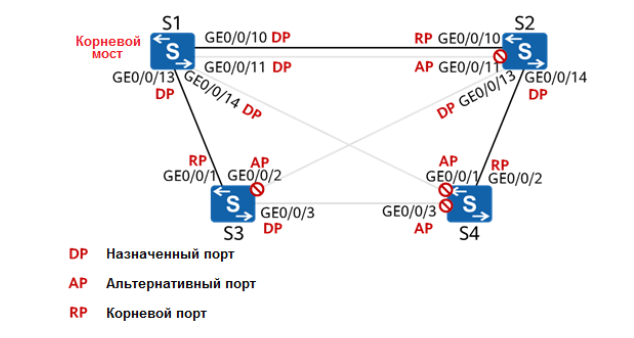 S1
S2
Корневой
мост
GE0/0/10 DP
RP GE0/0/10
S
S
GE0/0/11 DP
AP GE0/0/11
GE0/0/13
DP
GE0/0/14 DP
DP GE0/0/13
GE0/0/14
DP
RP
GE0/0/1
AP
GE0/0/2
AP
GE0/0/1
RP
GE0/0/2
S
S
GE0/0/3
DP
GE0/0/3
AP
S3
S4
DP Назначенный порт
AP Альтернативный порт
RP Корневой порт